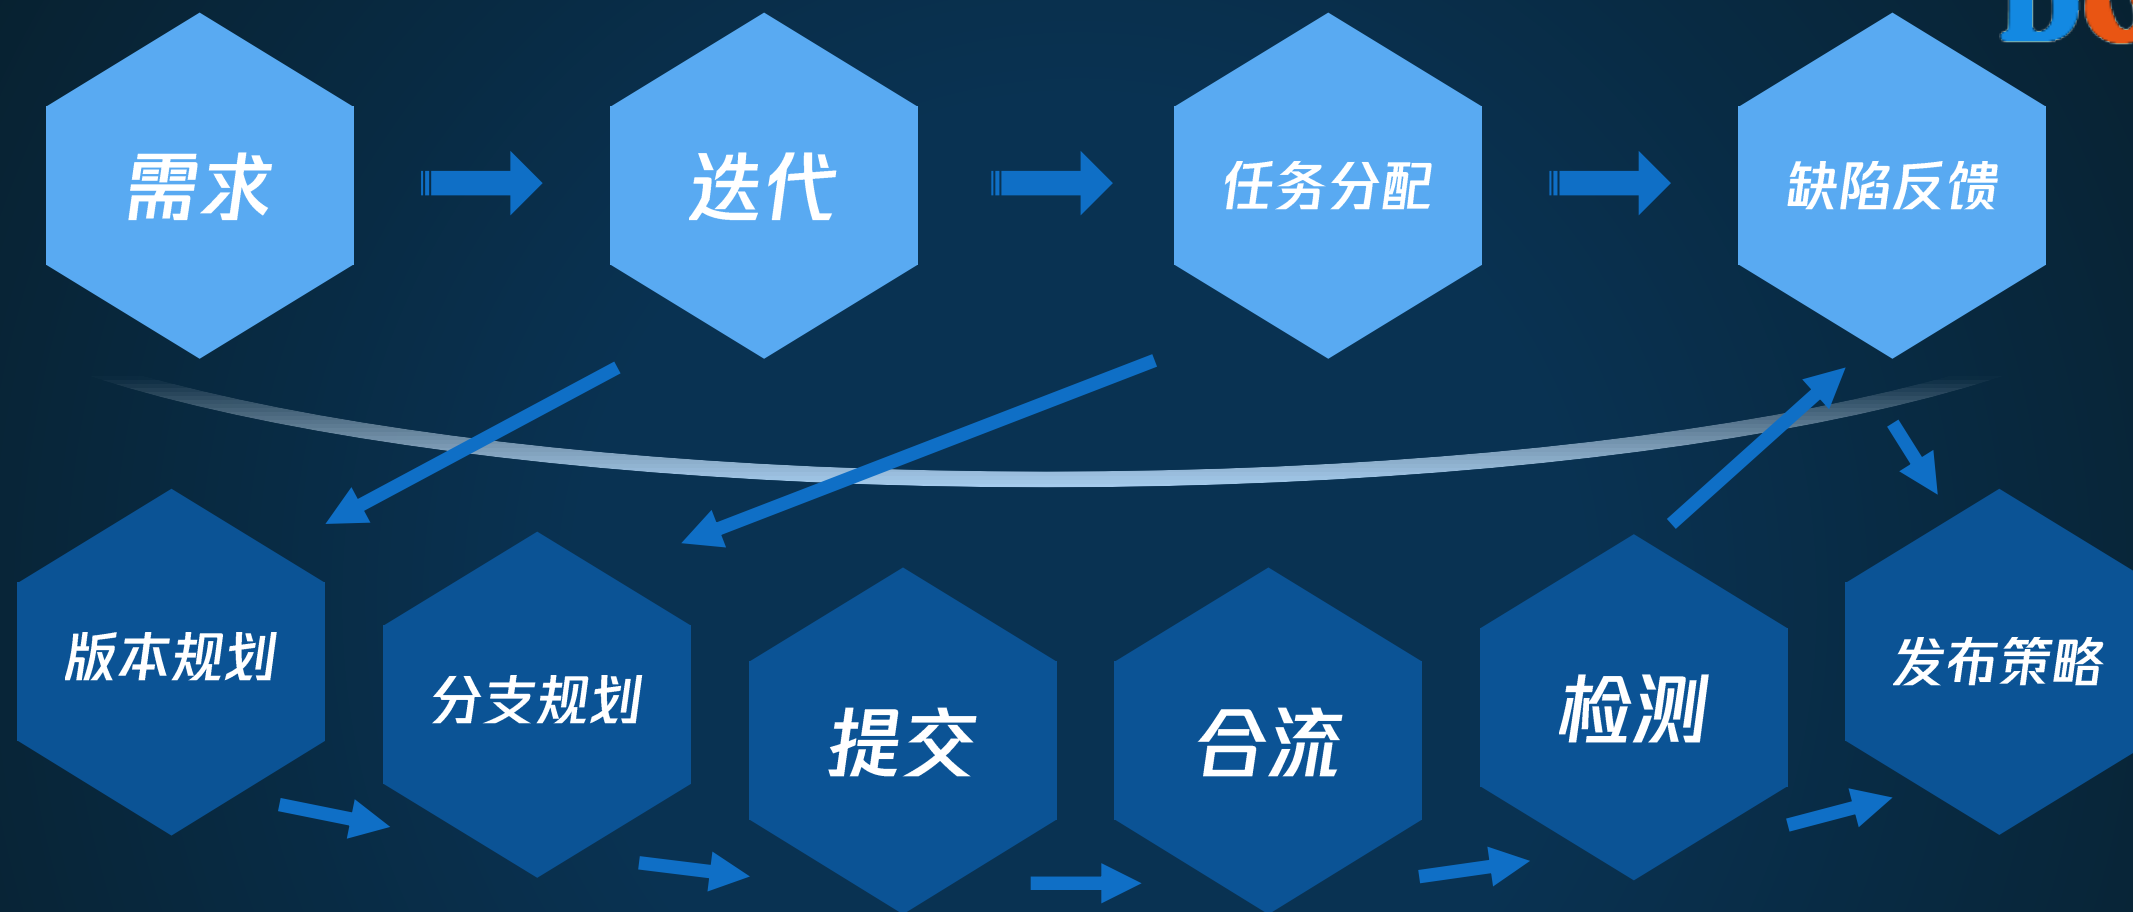 需求
迭代
任务分配
缺陷反馈
版本规划
分支规划
提交
合流
检测
发布策略